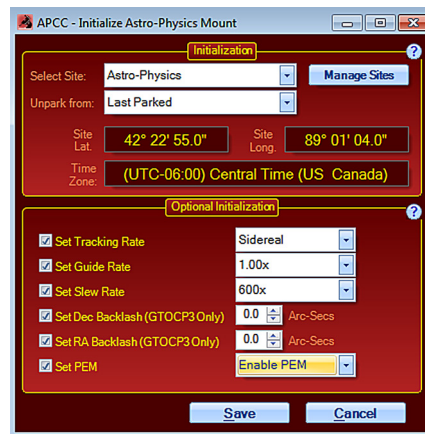 APCC - Initialize Astro-Physics Mount
Initialization
?
Select Site: Astro-Physics Manage Sites
Unpark from: Last Parked
Site Lat. 42° 22' 55.0" Site Long. 89° 01' 04.0"
Time Zone: (UTC-06:00) Central Time (US Canada)
Optional Initialization
?
Set Tracking Rate Sidereal
Set Guide Rate 1.00x
Set Slew Rate 600x
Set Dec Backlash (GTOCP3 Only) 0.0 Arc-Secs
Set RA Backlash (GTOCP3 Only) 0.0 Arc-Secs
Set PEM Enable PEM
Save Cancel